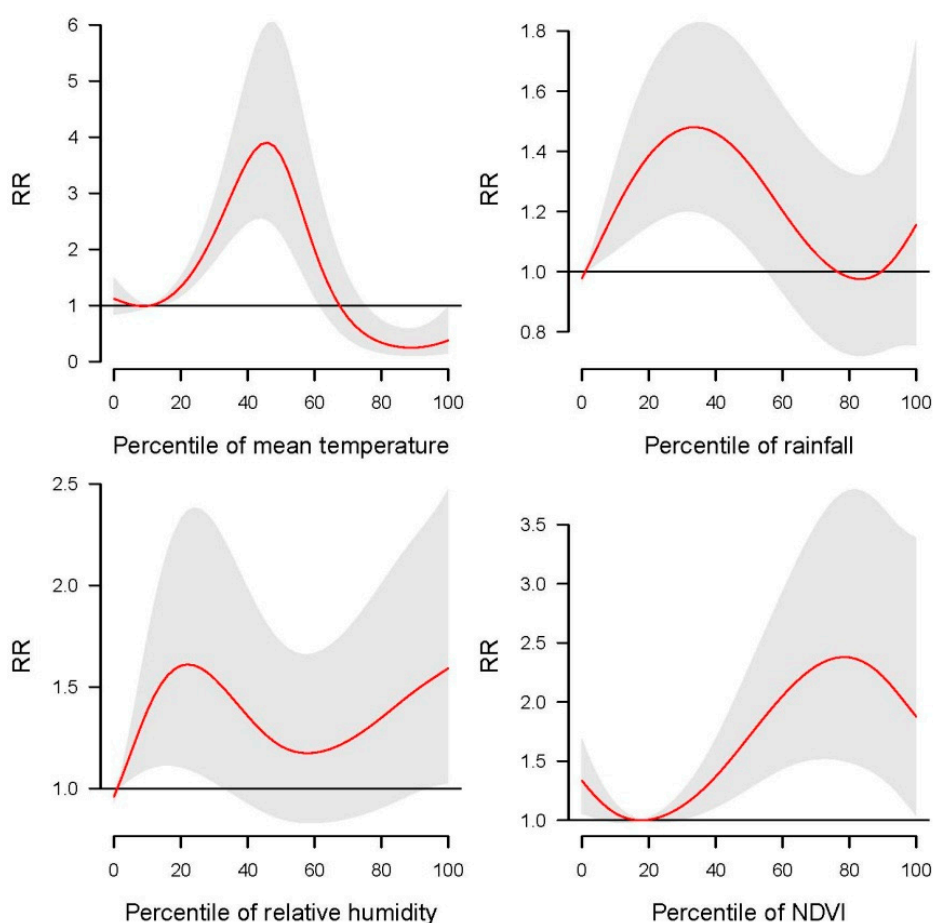 6
5
4
3
2
1
0
RR
0 20 40 60 80 100
Percentile of mean temperature
1.8
1.6
1.4
1.2
1.0
0.8
RR
0 20 40 60 80 100
Percentile of rainfall
2.5
2.0
1.5
1.0
RR
0 20 40 60 80 100
Percentile of relative humidity
3.5
3.0
2.5
2.0
1.5
1.0
RR
0 20 40 60 80 100
Percentile of NDVI